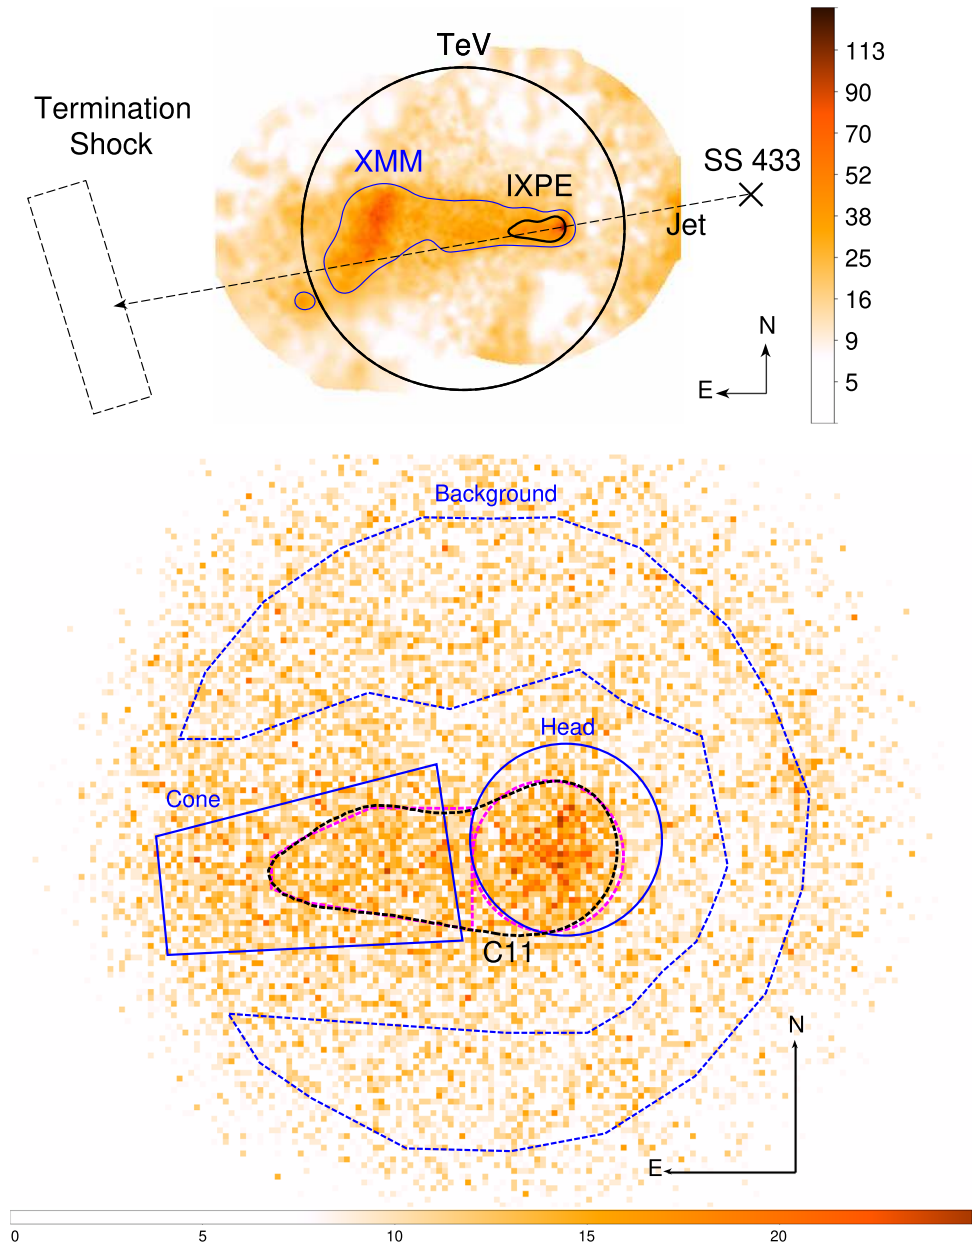 TeV
Termination
Shock
XMM
IXPE
SS 433
Jet
N
E
113
90
70
52
38
25
16
9
5
Background
Head
Cone
C11
N
E
0
5
10
15
20